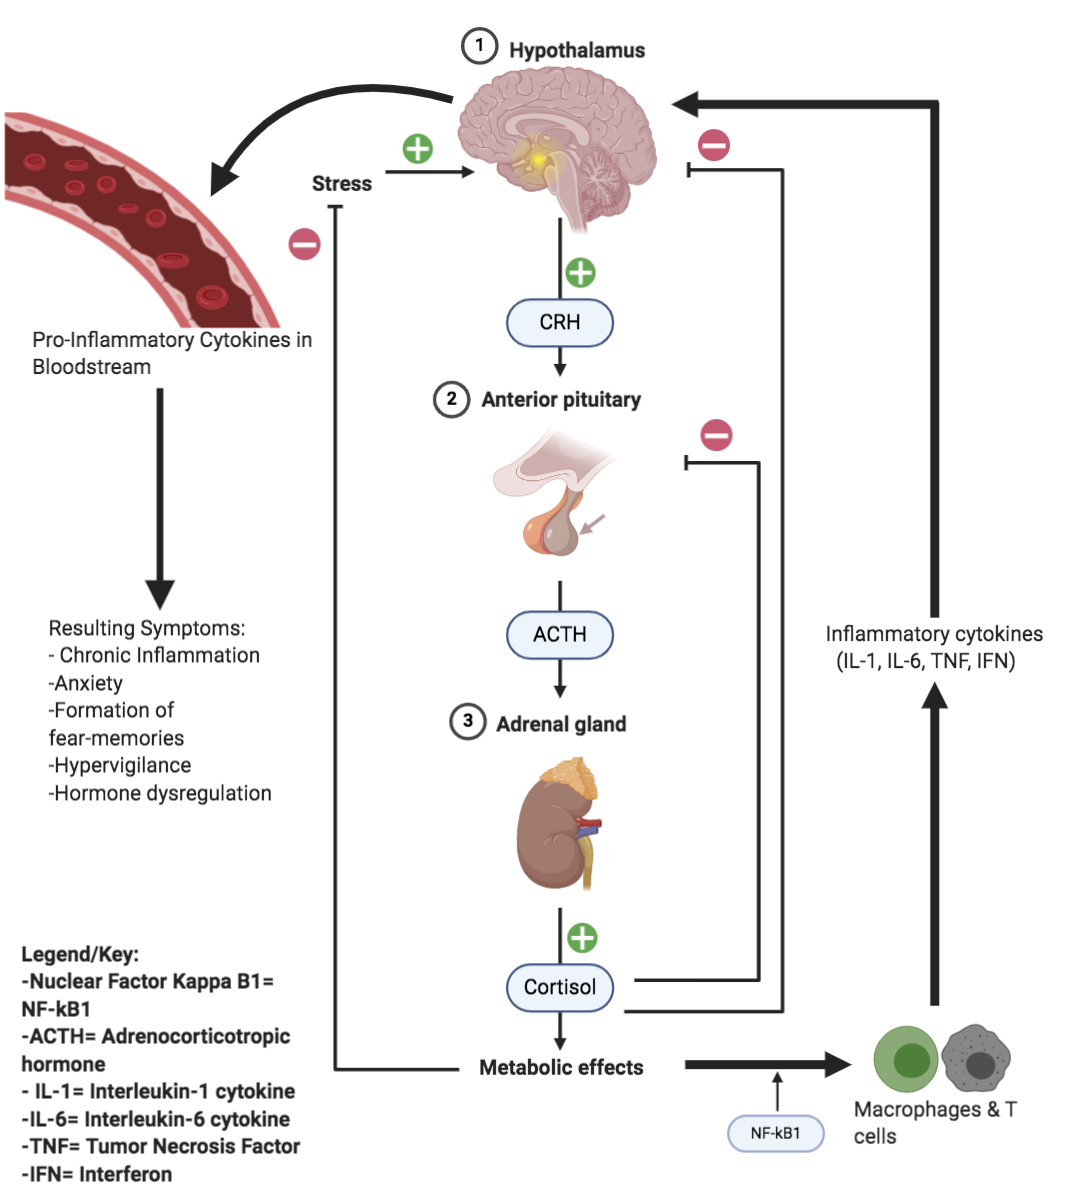 1
Hypothalamus
Stress
CRH
Pro-Inflammatory Cytokines in
Bloodstream
2
Anterior pituitary
ACTH
Resulting Symptoms:
- Chronic Inflammation
-Anxiety
-Formation of
fear-memories
-Hypervigilance
-Hormone dysregulation
Inflammatory cytokines
(IL-1, IL-6, TNF, IFN)
3
Adrenal gland
Cortisol
Metabolic effects
NF-kB1
Macrophages & T
cells
Legend/Key:
-Nuclear Factor Kappa B1=
NF-kB1
-ACTH= Adrenocorticotropic
hormone
- IL-1= Interleukin-1 cytokine
-IL-6= Interleukin-6 cytokine
-TNF= Tumor Necrosis Factor
-IFN= Interferon